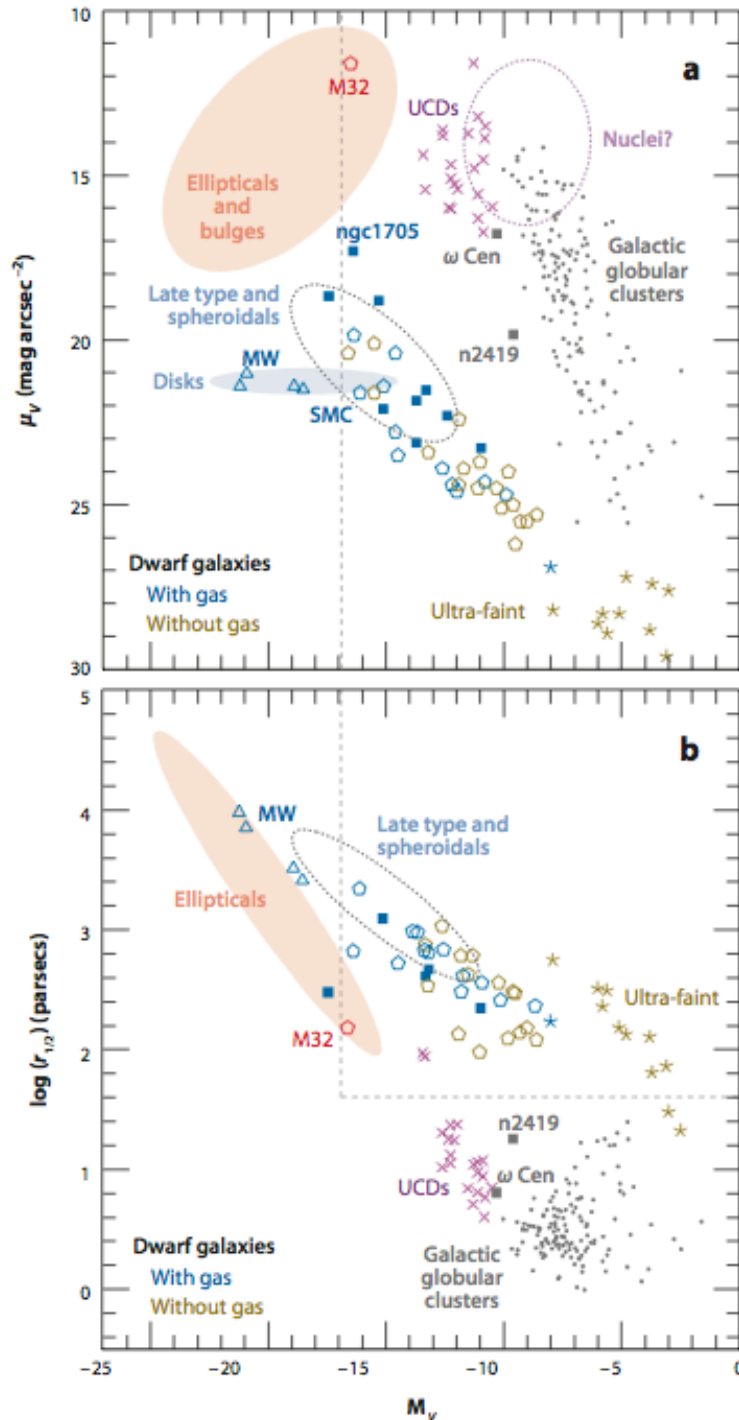 10
15
20
25
30
μV (mag arcsec−2)
a
M32
UCDs
Nuclei?
Ellipticals
and
bulges
ngc1705
ω Cen
Galactic
globular
clusters
Late type and
spheroidals
n2419
MW
Disks
SMC
Dwarf galaxies
With gas
Without gas
Ultra-faint
5
4
3
2
1
0
log (r1/2) (parsecs)
b
MW
Late type and
spheroidals
Ellipticals
Ultra-faint
M32
n2419
ω Cen
UCDs
Dwarf galaxies
With gas
Without gas
Galactic
globular
clusters
−25
−20
−15
−10
−5
0
MV